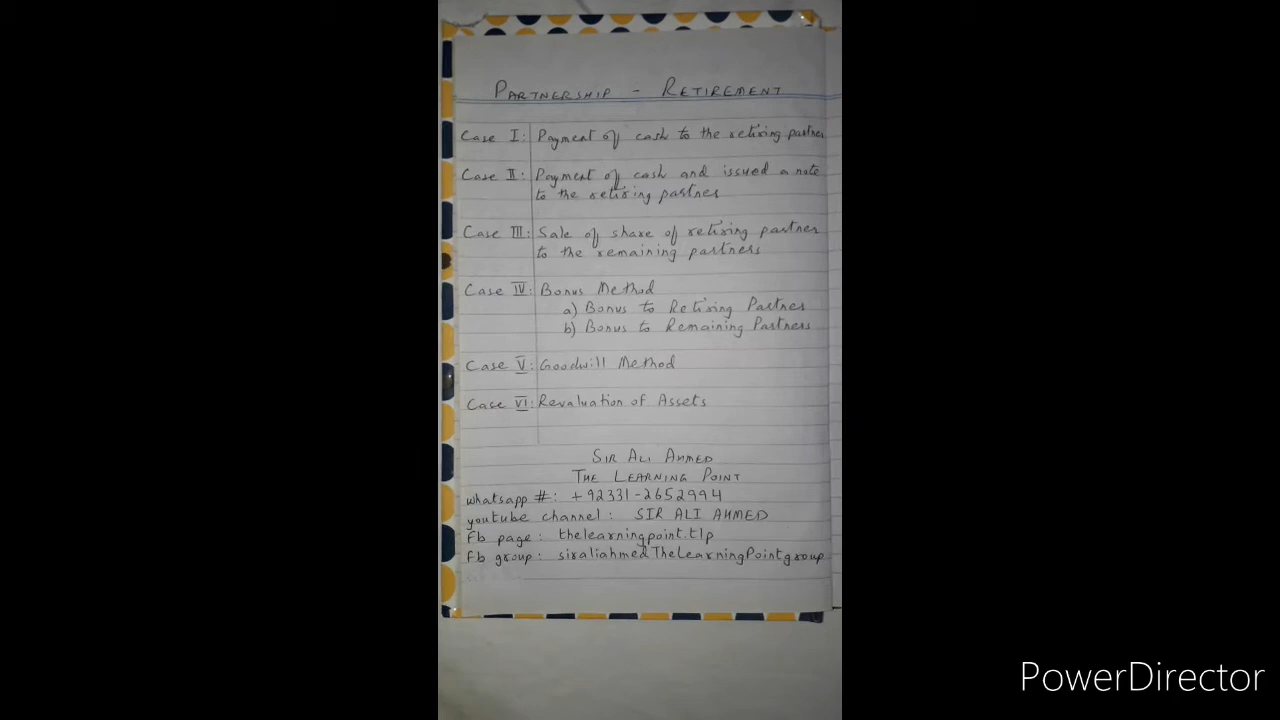 PARTNERSHIP - RETIREMENT
Case I: Payment of cash to the retiring partner
Case II: Payment of cash and issued a note
to the retiring partner
Case III: Sale of share of retiring partner
to the remaining partners
Case IV: Bonus Method
a) Bonus to Retiring Partner
b) Bonus to Remaining Partners
Case V: Goodwill Method
Case VI: Revaluation of Assets
SIR ALI AHMED
THE LEARNING POINT
whatsapp #: +92331-2652994
youtube channel: SIR ALI AHMED
Fb page: thelearningpoint.tlp
Fb group: siraliahmedTheLearningPointgroup
PowerDirector